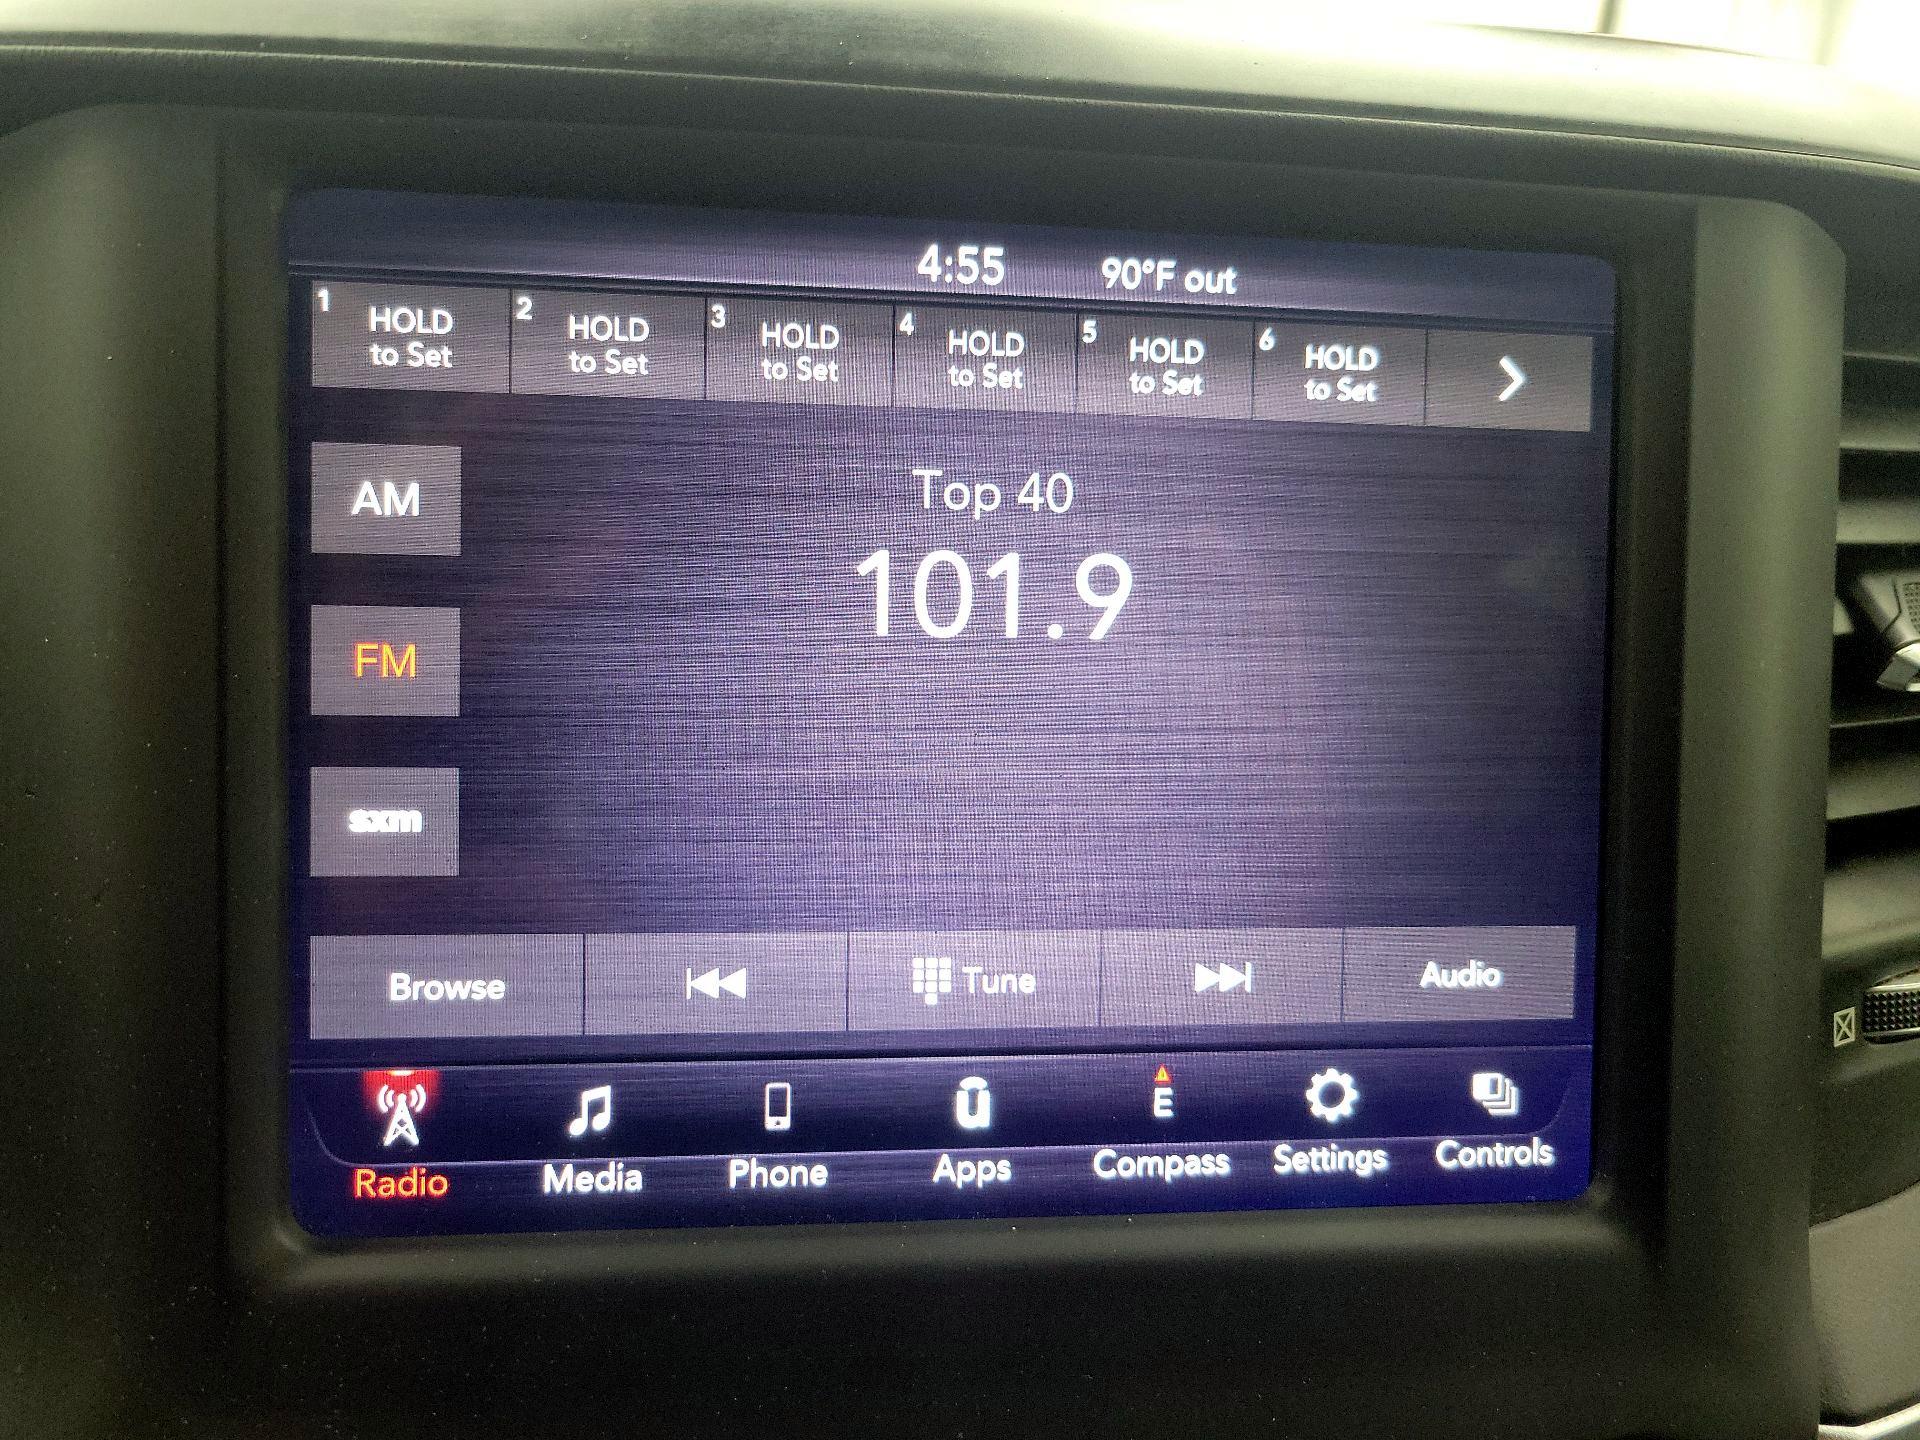 4:55 90°F out
1 HOLD to Set
2 HOLD to Set
3 HOLD to Set
4 HOLD to Set
5 HOLD to Set
6 HOLD to Set
AM
Top 40
101.9
FM
sxm
Browse Tune Audio
E
Radio Media Phone Apps Compass Settings Controls